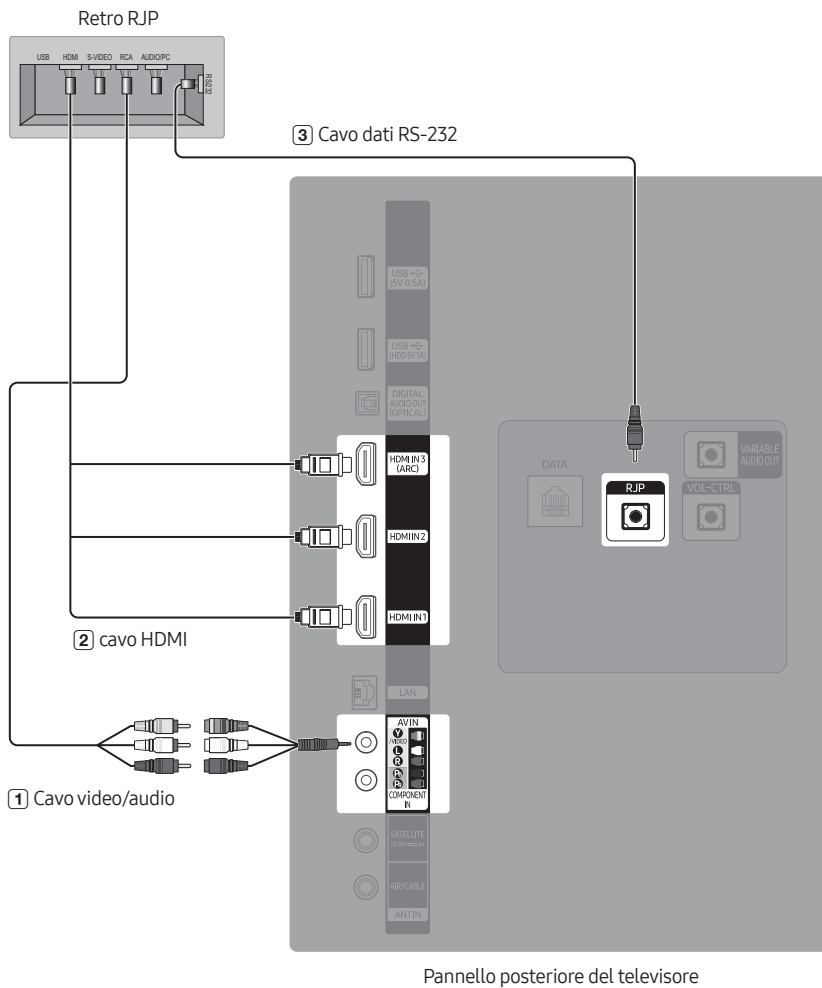 Retro RJP
USB HDMI S-VIDEO RCA AUDIO/PC
RS232
3 Cavo dati RS-232
USB
(5V 0.5A)
USB
(HDD 5V 1A)
DIGITAL
AUDIO OUT
(OPTICAL)
HDMI IN 3
(ARC)
DATA
VARIABLE
AUDIO OUT
RJP
VOL-CTRL
HDMI IN 2
HDMI IN 1
2 cavo HDMI
LAN
AV IN
Y
/VIDEO
L
R
PB
PR
COMPONENT
IN
1 Cavo video/audio
SATELLITE
AIR/CABLE
ANT IN
Pannello posteriore del televisore